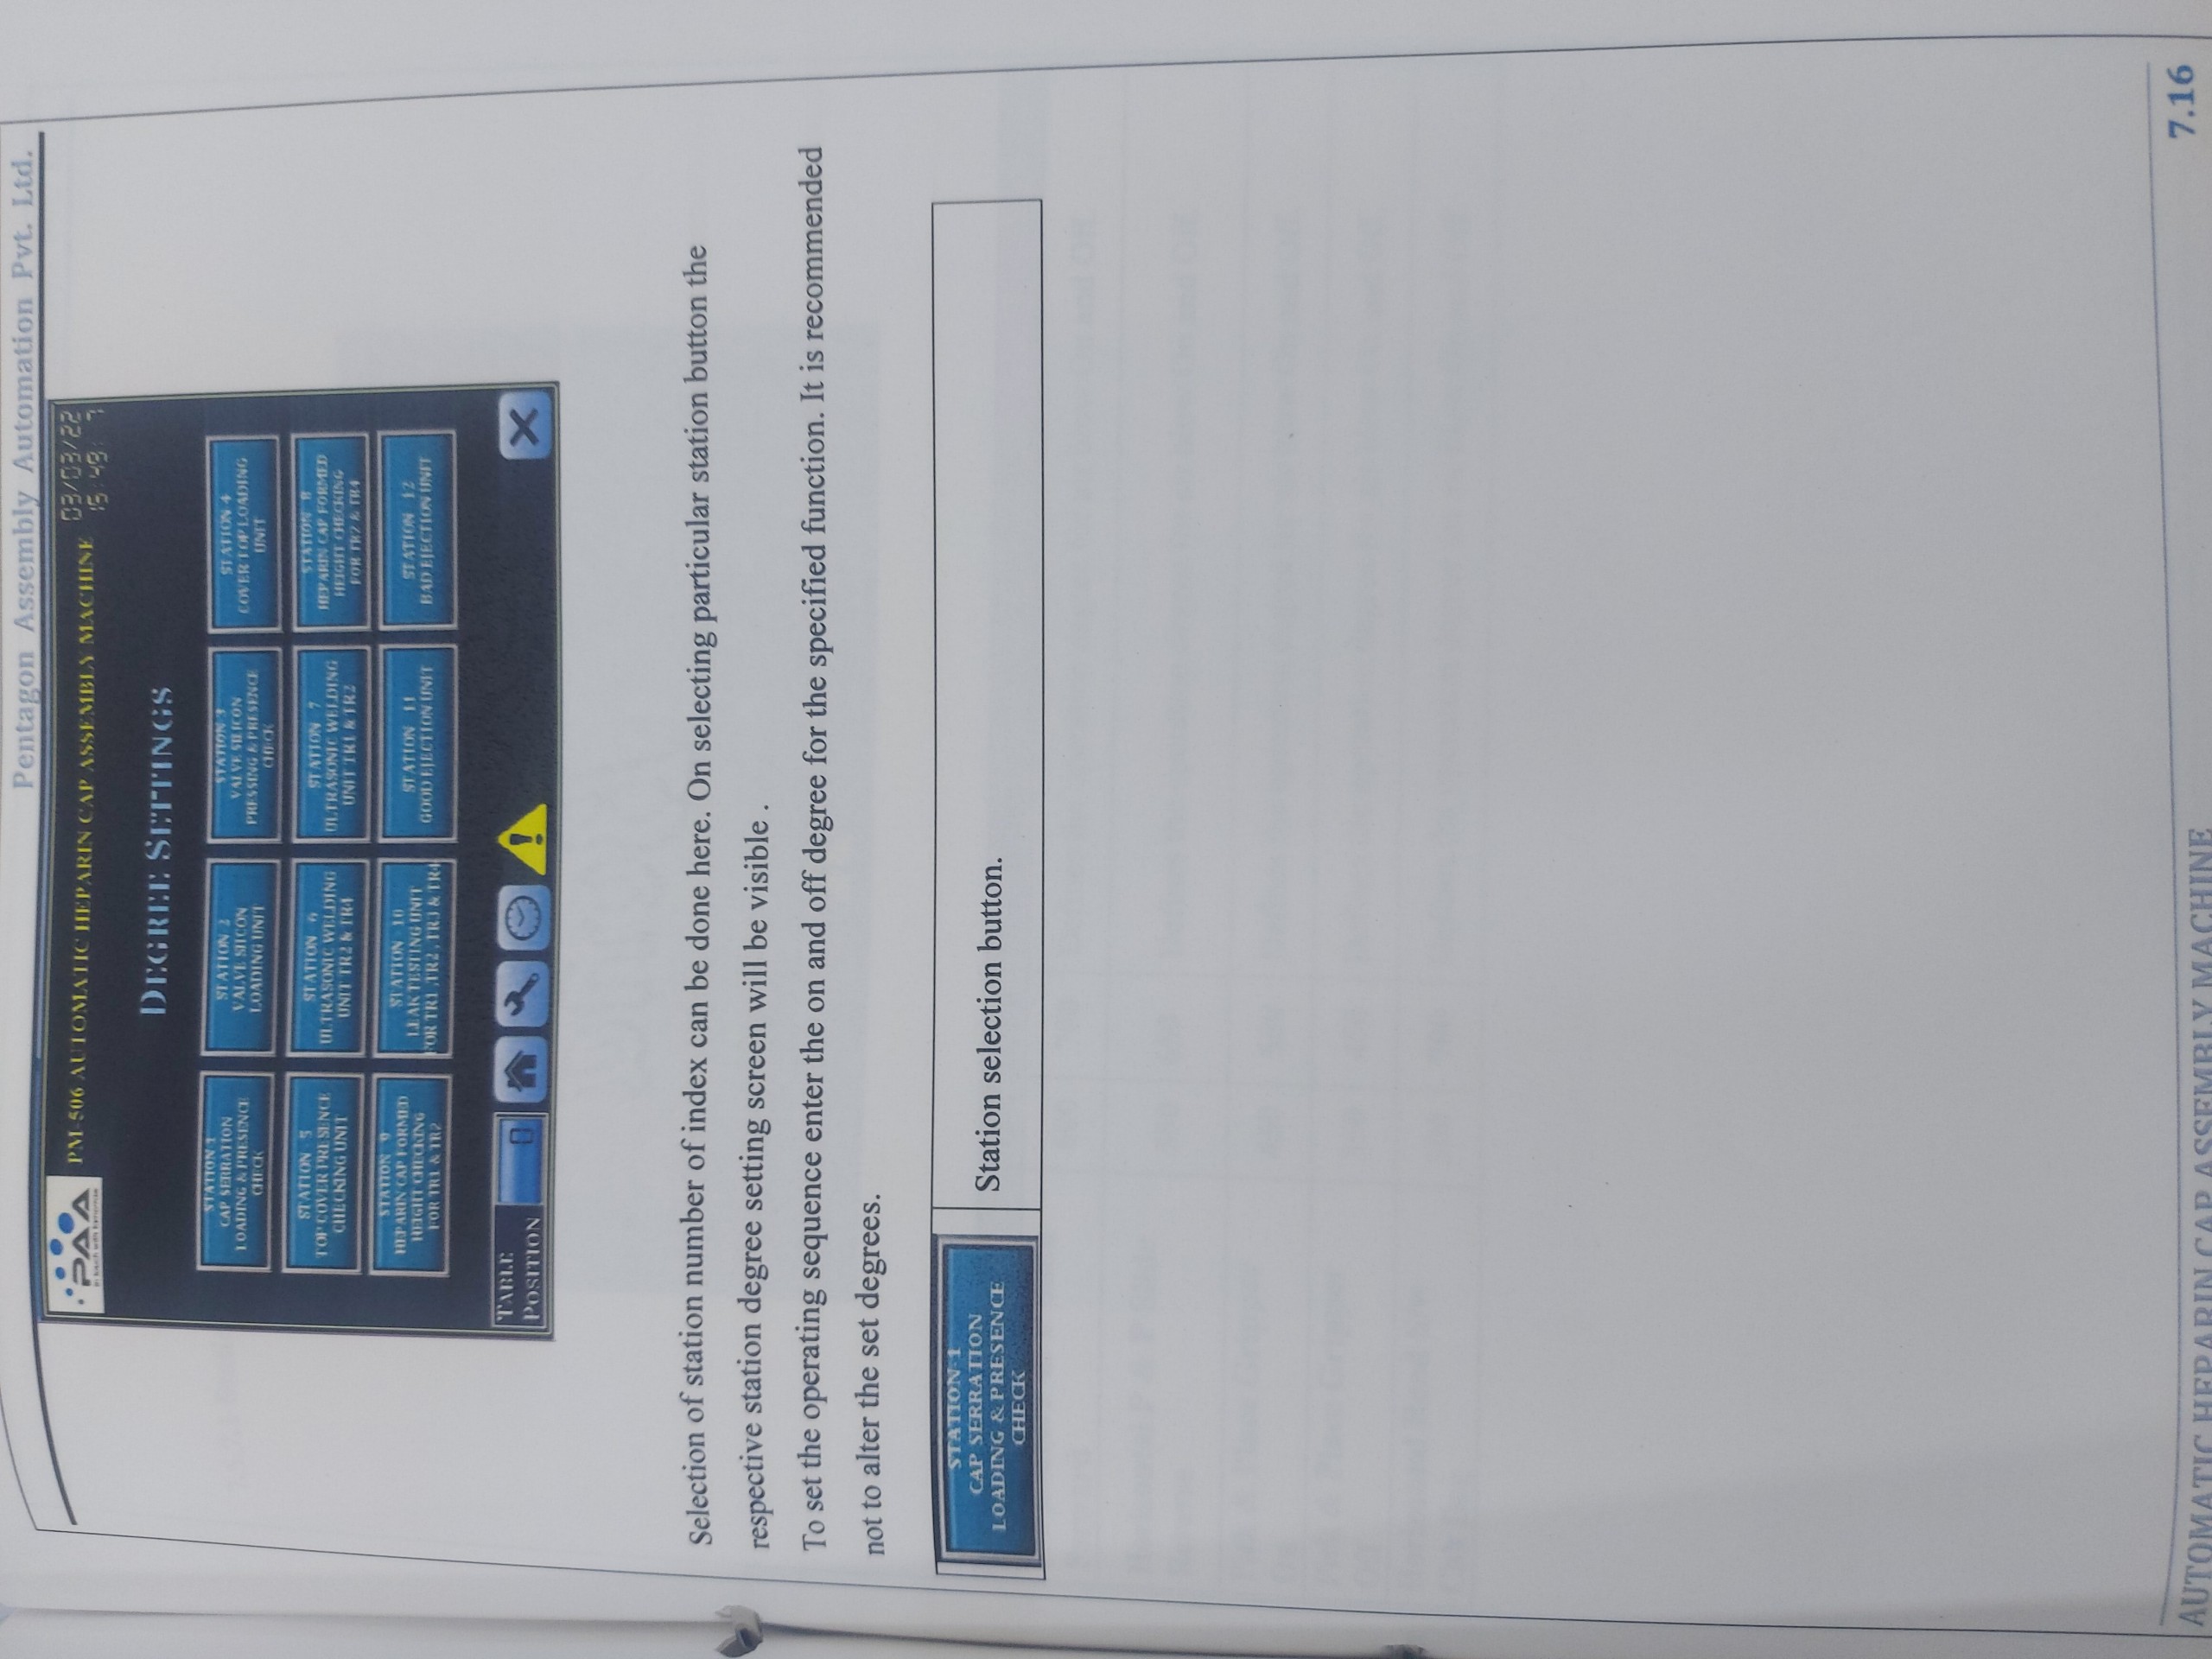 Pentagon Assembly Automation Pvt. Ltd.
PAA
PM-506 AUTOMATIC HEPARIN CAP ASSEMBLY MACHINE
03/03/22
15:49: 7
DEGREE SETTINGS
STATION-1
CAP SERRATION
LOADING & PRESENCE
CHECK
STATION 2
VALVE SILICON
LOADING UNIT
STATION 3
VALVE SILICON
PRESSING & PRESENCE
CHECK
STATION 4
COVER TOP LOADING
UNIT
STATION 5
TOP COVER PRESENCE
CHECKING UNIT
STATION 6
ULTRASONIC WELDING
UNIT TR2 & TR4
STATION 7
ULTRASONIC WELDING
UNIT TR1 & TR2
STATION 8
HEPARIN CAP FORMED
HEIGHT CHECKING
FOR TR2 & TR4
STATION 9
HEPARIN CAP FORMED
HEIGHT CHECKING
FOR TR1 & TR2
STATION 10
LEAK TESTING UNIT
FOR TR1 ,TR2 ,TR3 & TR4
STATION 11
GOOD EJECTION UNIT
STATION 12
BAD EJECTION UNIT
TABLE
POSITION
0
Selection of station number of index can be done here. On selecting particular station button the
respective station degree setting screen will be visible .
To set the operating sequence enter the on and off degree for the specified function. It is recommended
not to alter the set degrees.
STATION-1
CAP SERRATION
LOADING & PRESENCE
CHECK
Station selection button.
AUTOMATIC HEPARIN CAP ASSEMBLY MACHINE
7.16